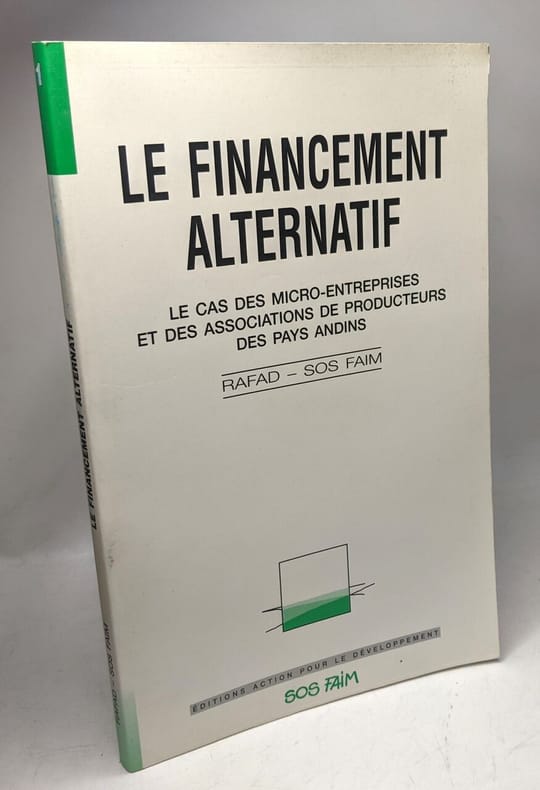 LE FINANCEMENT
ALTERNATIF
LE CAS DES MICRO-ENTREPRISES
ET DES ASSOCIATIONS DE PRODUCTEURS
DES PAYS ANDINS
RAFAD – SOS FAIM
ÉDITIONS ACTION POUR LE DÉVELOPPEMENT
SOS FAIM
1
LE FINANCEMENT ALTERNATIF
RAFAD – SOS FAIM